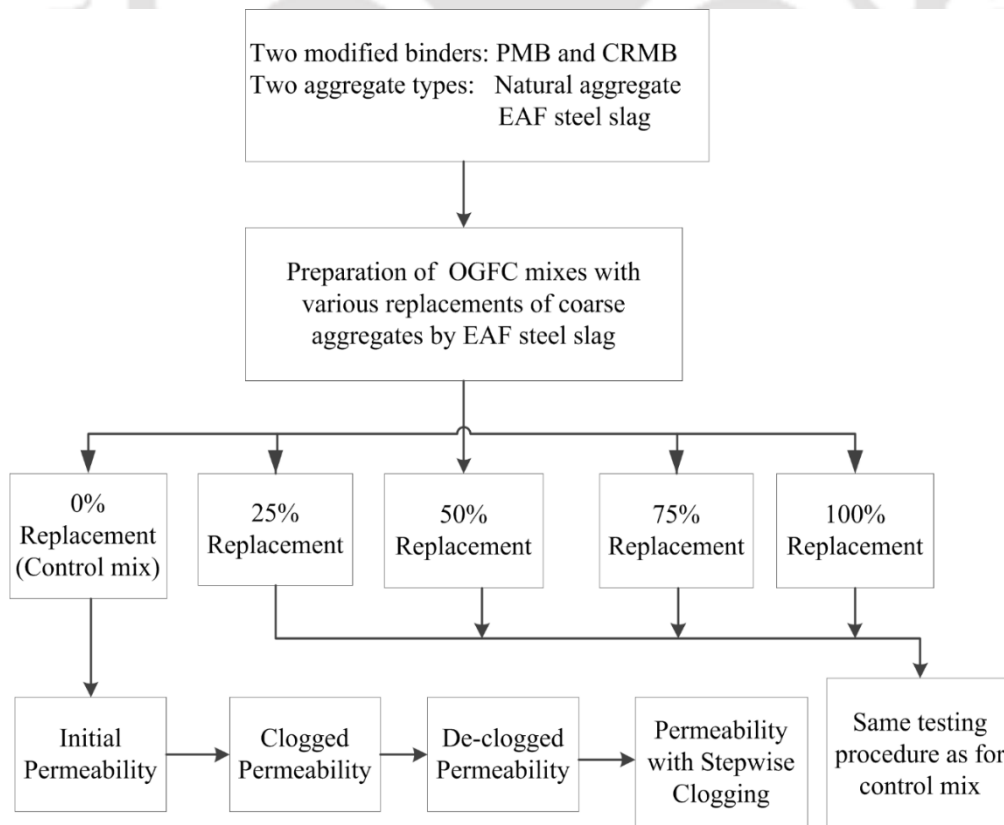 Two modified binders: PMB and CRMB
Two aggregate types: Natural aggregate
EAF steel slag
Preparation of OGFC mixes with
various replacements of coarse
aggregates by EAF steel slag
0%
Replacement
(Control mix)
25%
Replacement
50%
Replacement
75%
Replacement
100%
Replacement
Initial
Permeability
Clogged
Permeability
De-clogged
Permeability
Permeability
with Stepwise
Clogging
Same testing
procedure as for
control mix